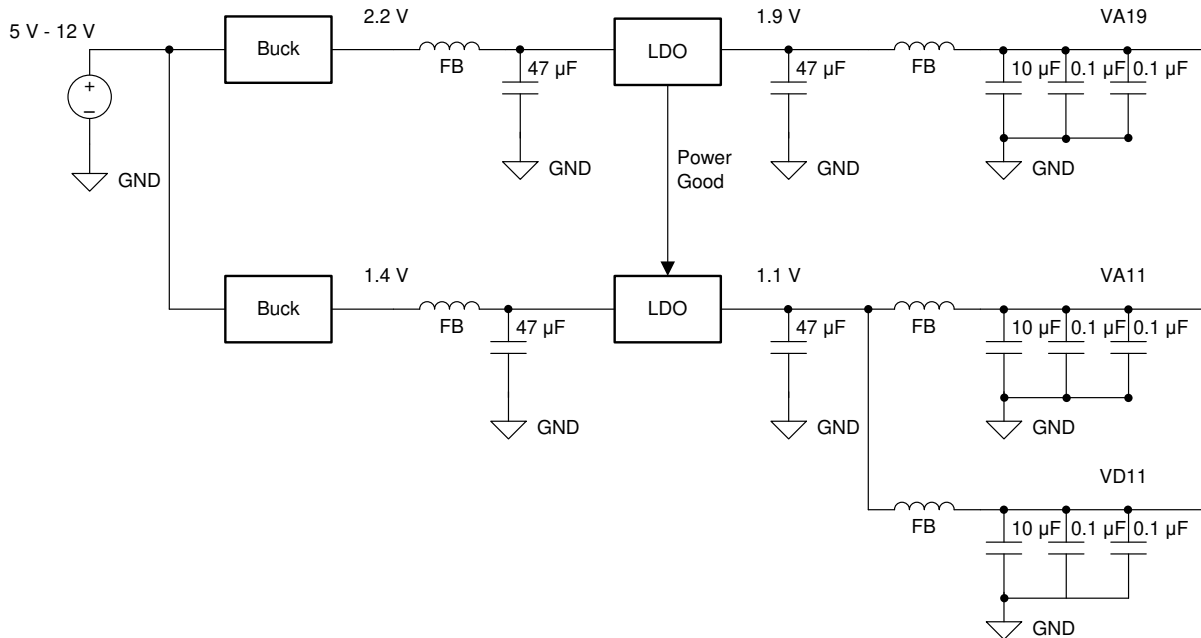 5 V - 12 V
2.2 V
1.9 V
VA19
Buck
FB
47 µF
LDO
47 µF
FB
10 µF
0.1 µF
0.1 µF
+
−
GND
GND
Power
Good
GND
GND
1.4 V
1.1 V
VA11
Buck
FB
47 µF
LDO
47 µF
FB
10 µF
0.1 µF
0.1 µF
GND
GND
GND
VD11
FB
10 µF
0.1 µF
0.1 µF
GND